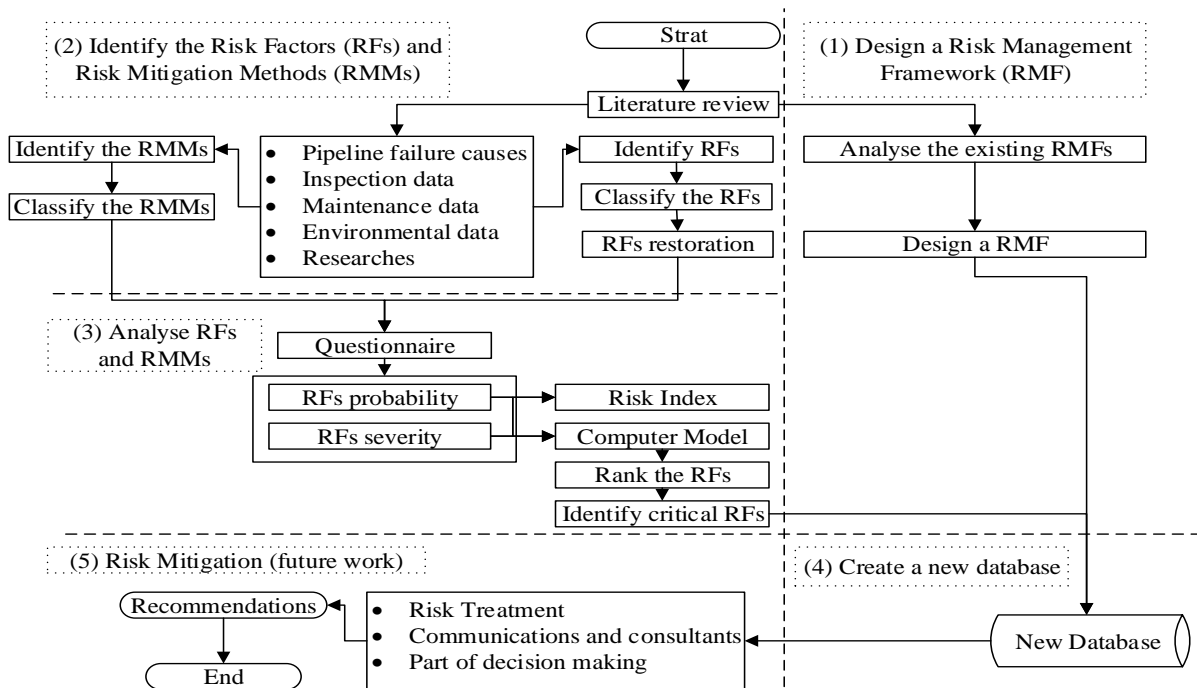 (2) Identify the Risk Factors (RFs) and
Risk Mitigation Methods (RMMs)
Strat
(1) Design a Risk Management
Framework (RMF)
Literature review
Identify the RMMs
Classify the RMMs
• Pipeline failure causes
• Inspection data
• Maintenance data
• Environmental data
• Researches
Identify RFs
Classify the RFs
RFs restoration
Analyse the existing RMFs
Design a RMF
(3) Analyse RFs
and RMMs
Questionnaire
RFs probability
RFs severity
Risk Index
Computer Model
Rank the RFs
Identify critical RFs
(5) Risk Mitigation (future work)
(4) Create a new database
Recommendations
End
• Risk Treatment
• Communications and consultants
• Part of decision making
New Database